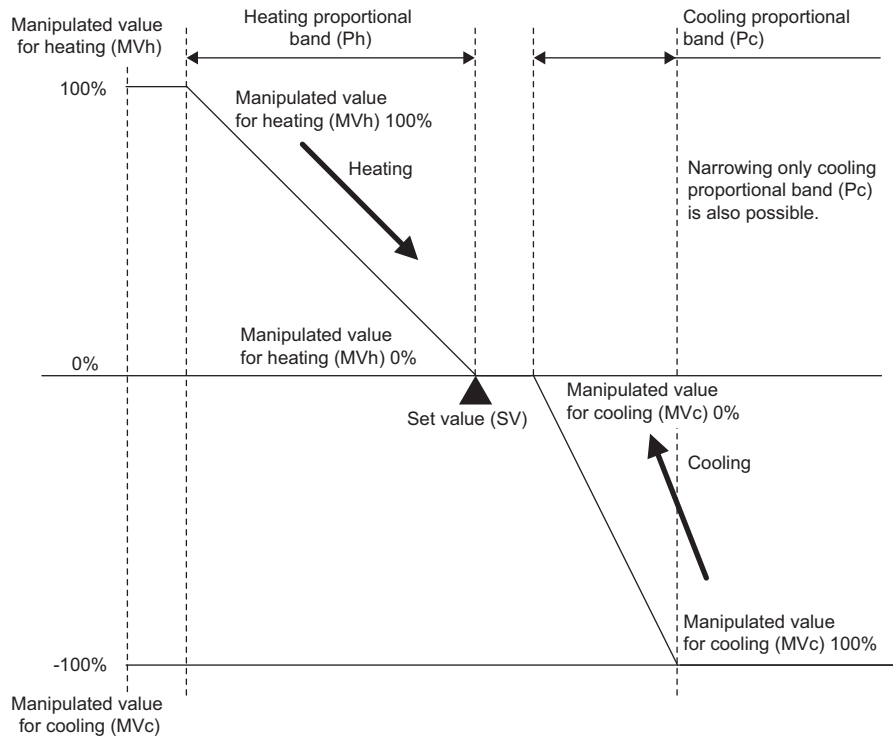 Manipulated value
for heating (MVh)
Heating proportional
band (Ph)
Cooling proportional
band (Pc)
100%
Manipulated value
for heating (MVh) 100%
Heating
Narrowing only cooling
proportional band (Pc)
is also possible.
Manipulated value
for heating (MVh) 0%
0%
Set value (SV)
Manipulated value
for cooling (MVc) 0%
Cooling
Manipulated value
for cooling (MVc) 100%
-100%
Manipulated value
for cooling (MVc)